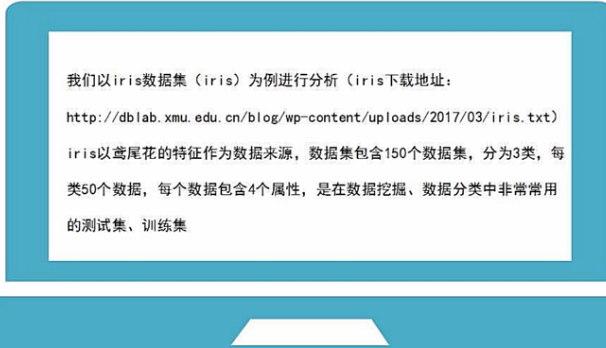 我们以iris数据集（iris）为例进行分析（iris下载地址：
http://dblab.xmu.edu.cn/blog/wp-content/uploads/2017/03/iris.txt）
iris以鸢尾花的特征作为数据来源，数据集包含150个数据集，分为3类，每
类50个数据，每个数据包含4个属性，是在数据挖掘、数据分类中非常常用
的测试集、训练集